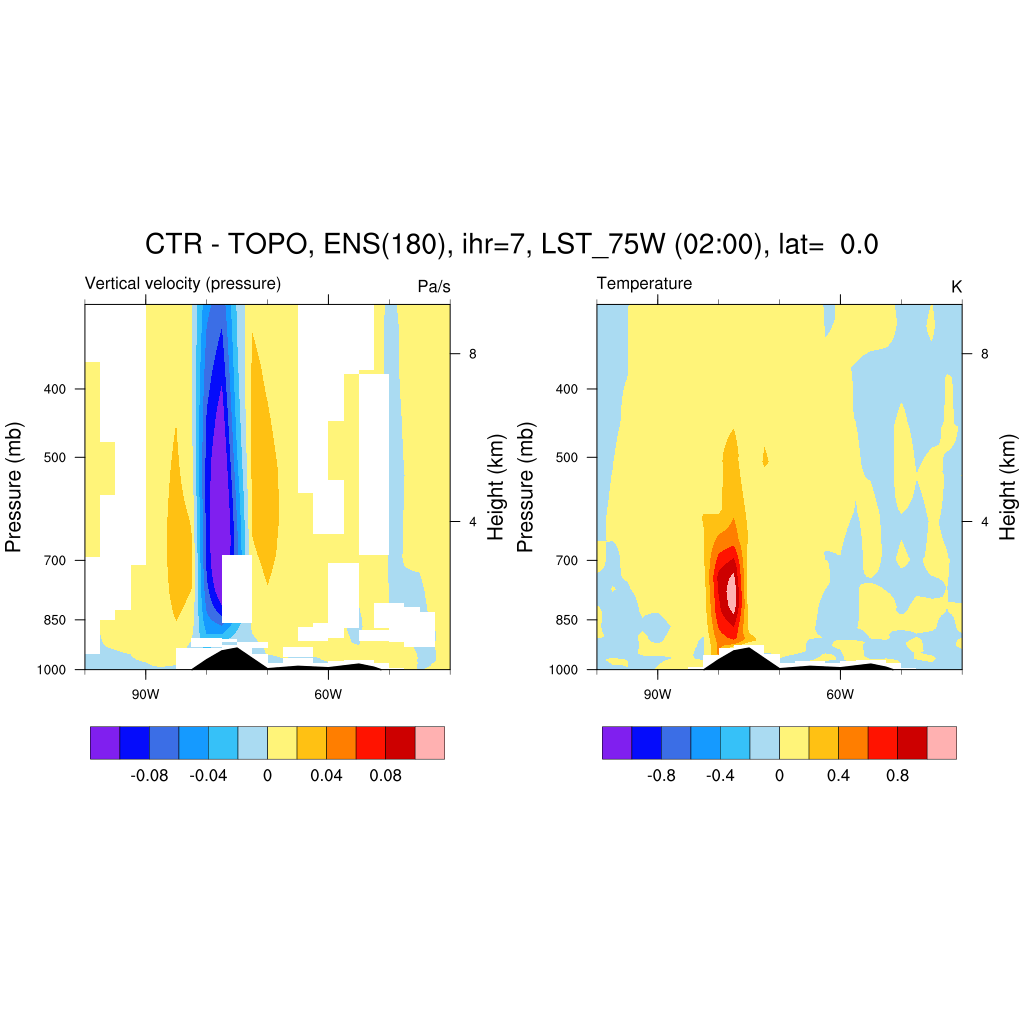 CTR - TOPO, ENS(180), ihr=7, LST_75W (02:00), lat=  0.0
Vertical velocity (pressure)
Pa/s
Pressure (mb)
400
500
700
850
1000
8
4
Height (km)
90W
60W
-0.08
-0.04
0
0.04
0.08
Temperature
K
Pressure (mb)
400
500
700
850
1000
8
4
Height (km)
90W
60W
-0.8
-0.4
0
0.4
0.8